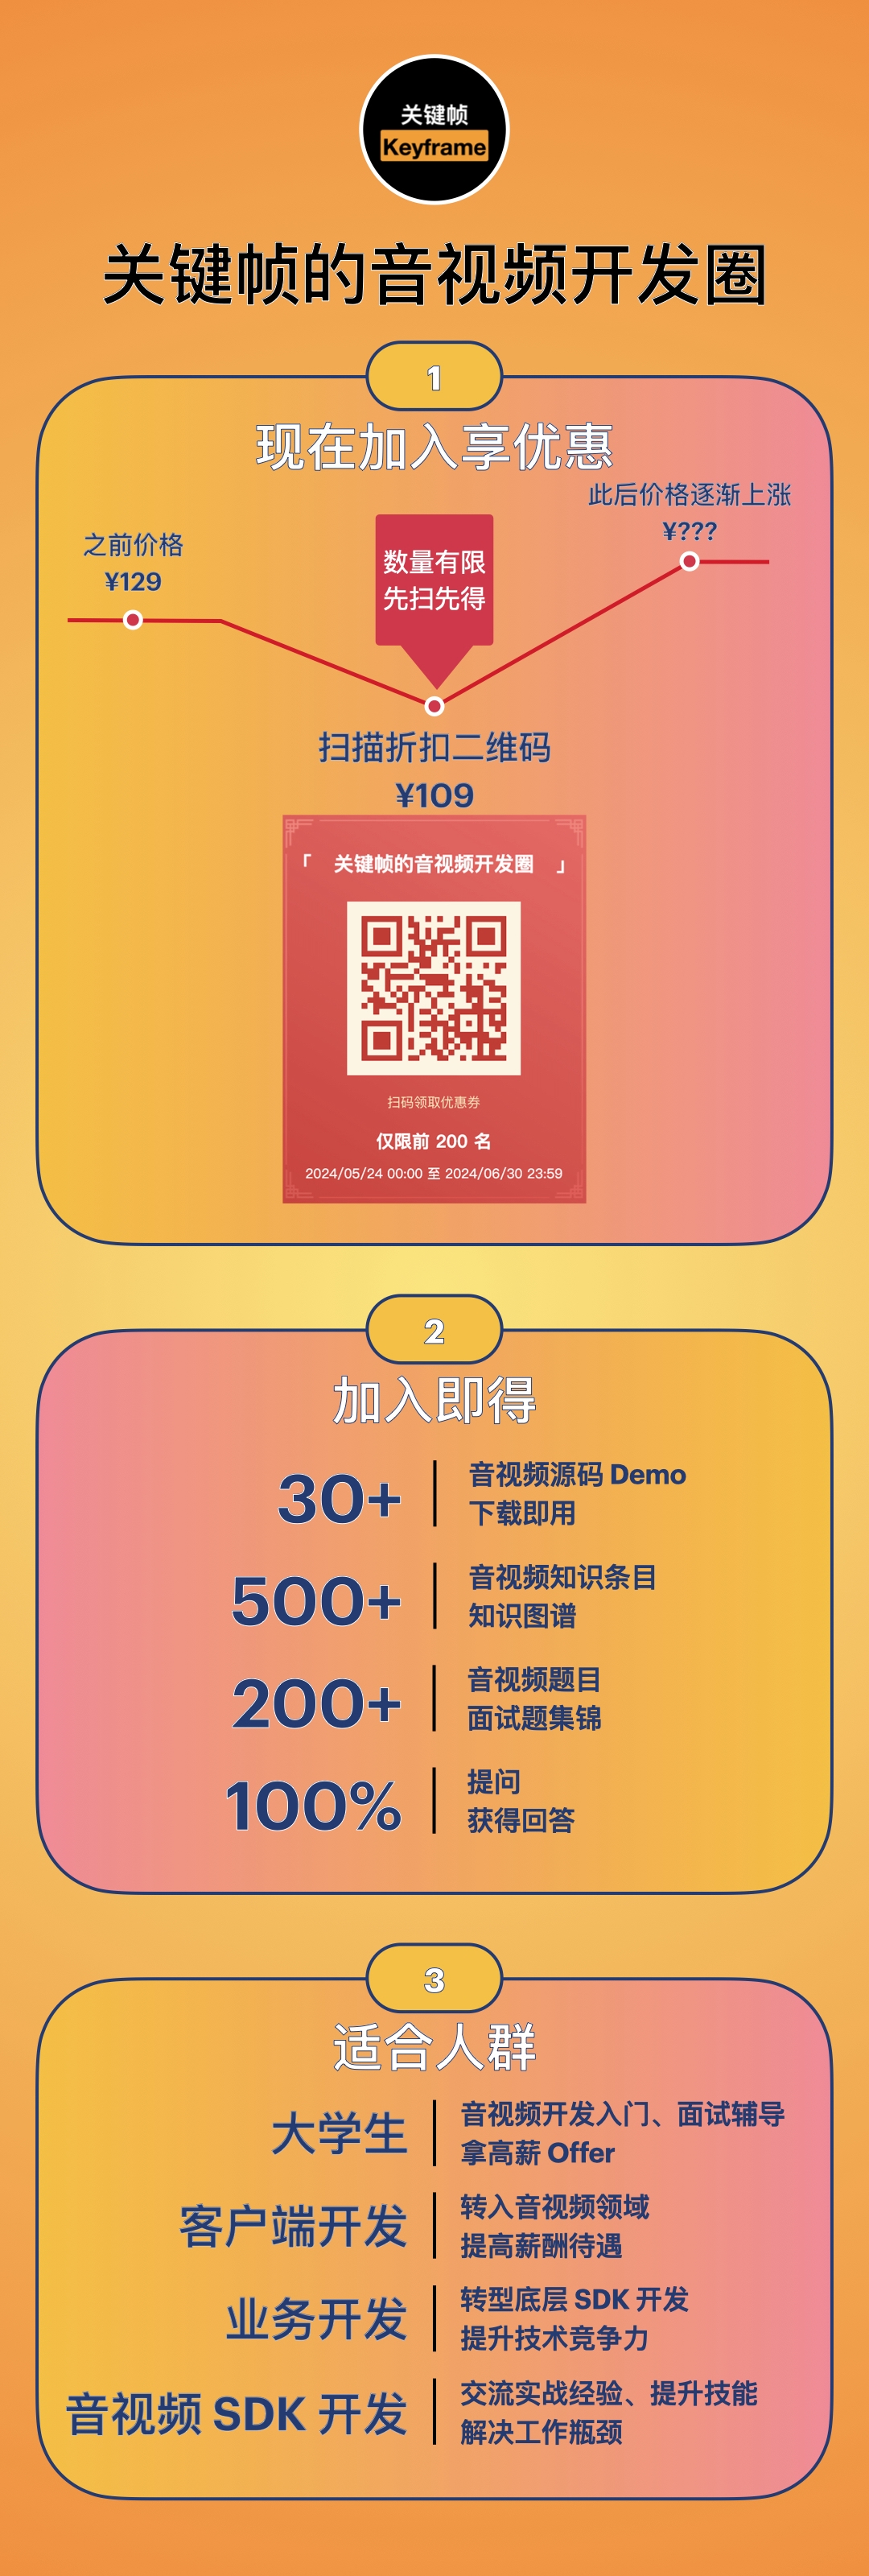 关键帧
Keyframe
关键帧的音视频开发圈
1
现在加入享优惠
此后价格逐渐上涨
¥???
之前价格
¥129
数量有限
先扫先得
扫描折扣二维码
¥109
「 关键帧的音视频开发圈 」
扫码领取优惠券
仅限前 200 名
2024/05/24 00:00 至 2024/06/30 23:59
2
加入即得
30+
音视频源码 Demo
下载即用
500+
音视频知识条目
知识图谱
200+
音视频题目
面试题集锦
100%
提问
获得回答
3
适合人群
大学生
音视频开发入门、面试辅导
拿高薪 Offer
客户端开发
转入音视频领域
提高薪酬待遇
业务开发
转型底层 SDK 开发
提升技术竞争力
音视频 SDK 开发
交流实战经验、提升技能
解决工作瓶颈